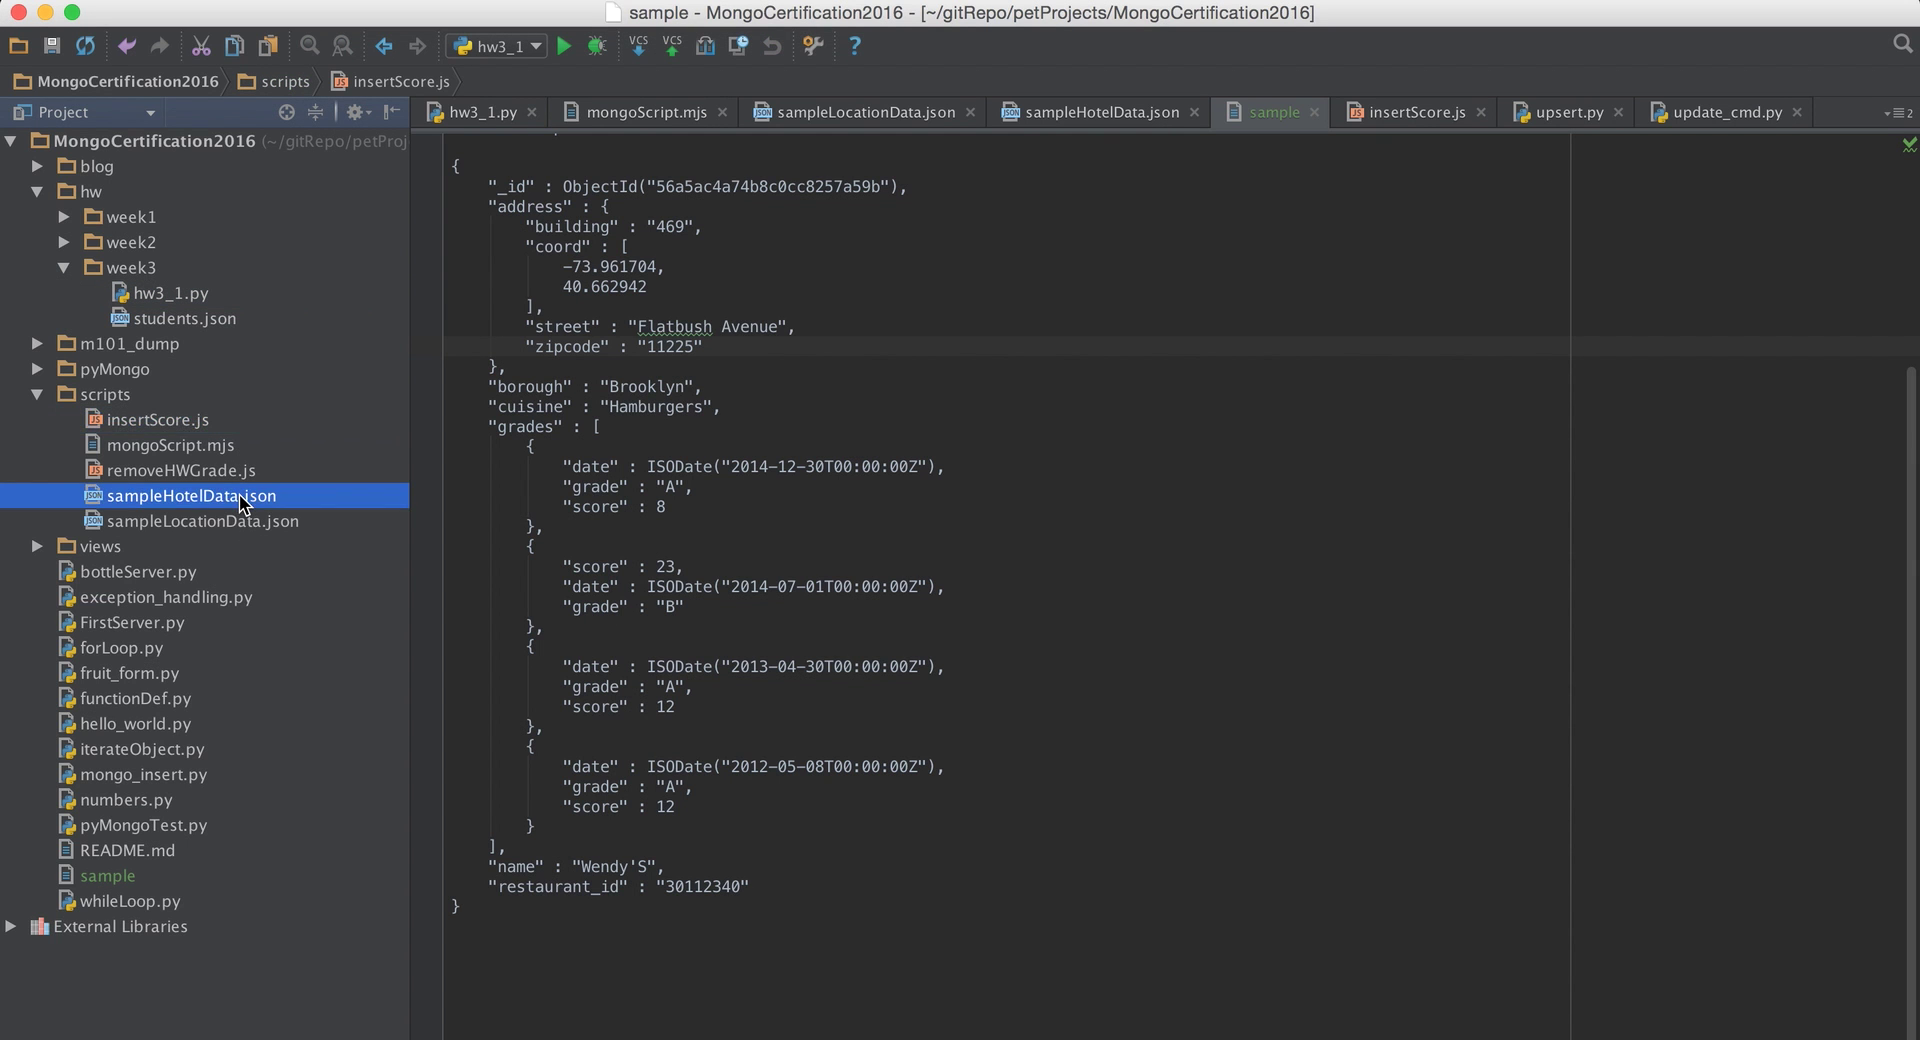 sample - MongoCertification2016 - [~/gitRepo/petProjects/MongoCertification2016]
hw3_1
VCS
VCS
?
MongoCertification2016
scripts
insertScore.js
Project
hw3_1.py
mongoScript.mjs
sampleLocationData.json
sampleHotelData.json
sample
insertScore.js
upsert.py
update_cmd.py
2
MongoCertification2016 (~/gitRepo/petProj
blog
hw
week1
week2
week3
hw3_1.py
students.json
m101_dump
pyMongo
scripts
insertScore.js
mongoScript.mjs
removeHWGrade.js
sampleHotelData.json
sampleLocationData.json
views
bottleServer.py
exception_handling.py
FirstServer.py
forLoop.py
fruit_form.py
functionDef.py
hello_world.py
iterateObject.py
mongo_insert.py
numbers.py
pyMongoTest.py
README.md
sample
whileLoop.py
External Libraries
{
"_id" : ObjectId("56a5ac4a74b8c0cc8257a59b"),
"address" : {
"building" : "469",
"coord" : [
-73.961704,
40.662942
],
"street" : "Flatbush Avenue",
"zipcode" : "11225"
},
"borough" : "Brooklyn",
"cuisine" : "Hamburgers",
"grades" : [
{
"date" : ISODate("2014-12-30T00:00:00Z"),
"grade" : "A",
"score" : 8
},
{
"score" : 23,
"date" : ISODate("2014-07-01T00:00:00Z"),
"grade" : "B"
},
{
"date" : ISODate("2013-04-30T00:00:00Z"),
"grade" : "A",
"score" : 12
},
{
"date" : ISODate("2012-05-08T00:00:00Z"),
"grade" : "A",
"score" : 12
}
],
"name" : "Wendy'S",
"restaurant_id" : "30112340"
}